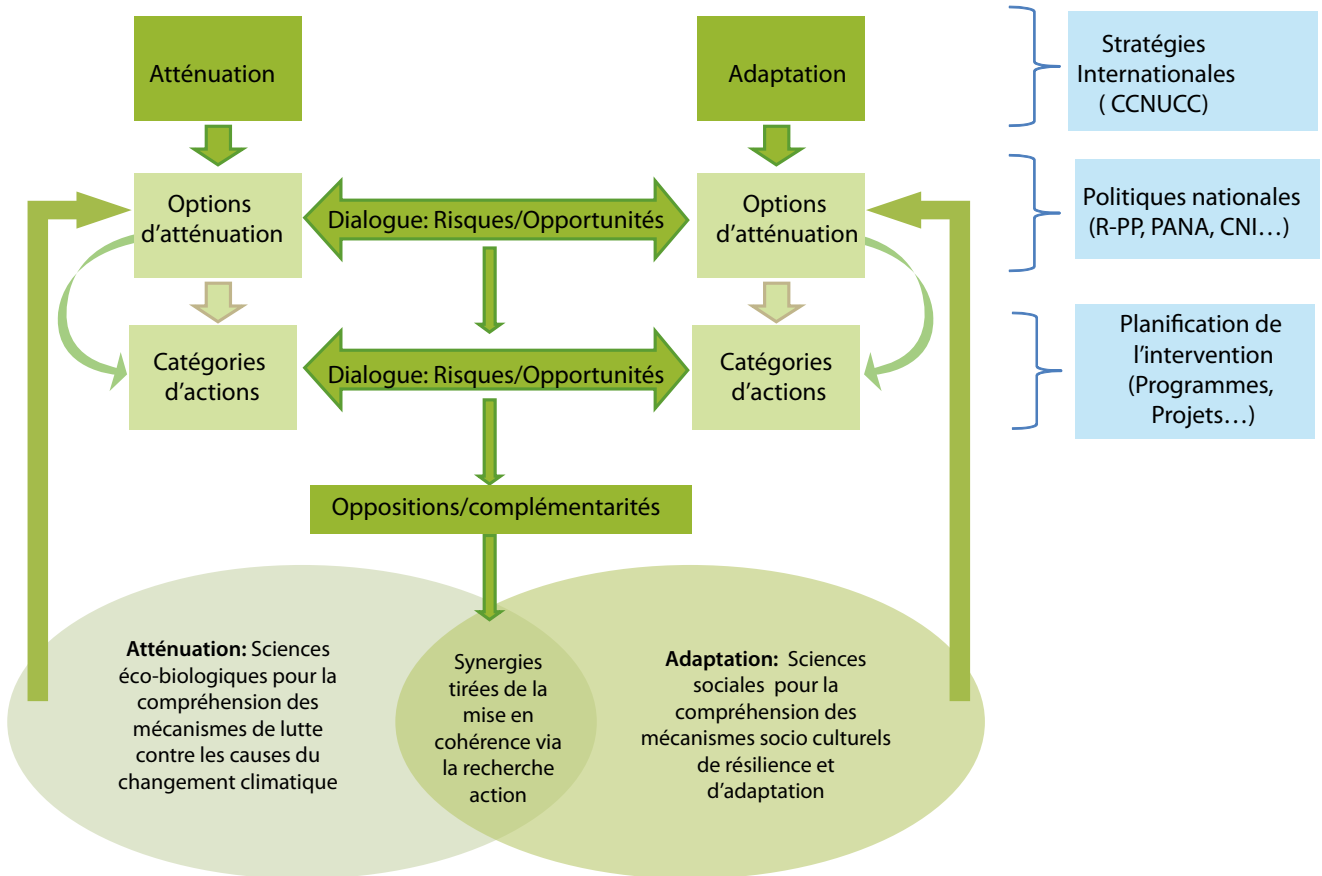 Atténuation
Adaptation
Stratégies
Internationales
( CCNUCC)
Options
d'atténuation
Dialogue: Risques/Opportunités
Options
d'atténuation
Politiques nationales
(R-PP, PANA, CNI…)
Catégories
d'actions
Dialogue: Risques/Opportunités
Catégories
d'actions
Planification de
l'intervention
(Programmes,
Projets…)
Oppositions/complémentarités
Atténuation: Sciences
éco-biologiques pour la
compréhension des
mécanismes de lutte
contre les causes du
changement climatique
Synergies
tirées de la
mise en
cohérence via
la recherche
action
Adaptation: Sciences
sociales pour la
compréhension des
mécanismes socio culturels
de résilience et
d'adaptation